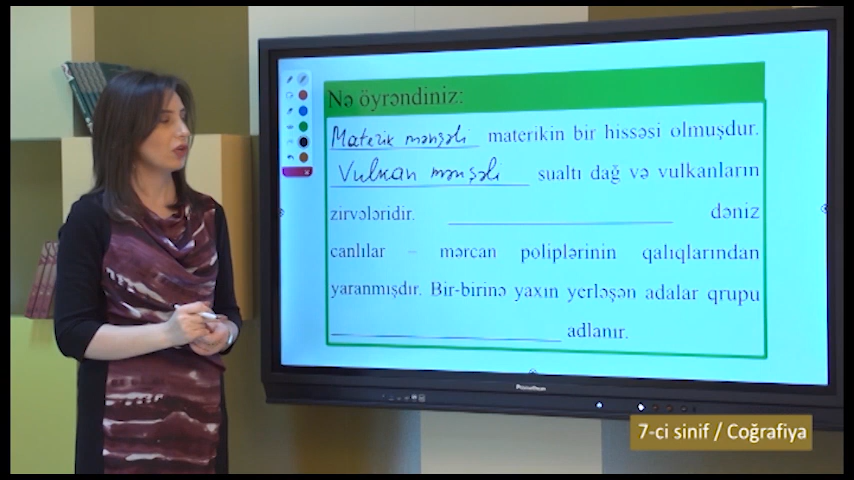 Nə öyrəndiniz:
Materik mənşəli materikin bir hissəsi olmuşdur.
Vulkan mənşəli sualtı dağ və vulkanların
zirvələridir. dəniz
canlılar – mərcan poliplərinin qalıqlarından
yaranmışdır. Bir-birinə yaxın yerləşən adalar qrupu
adlanır.
Promethean
7-ci sinif / Coğrafiya